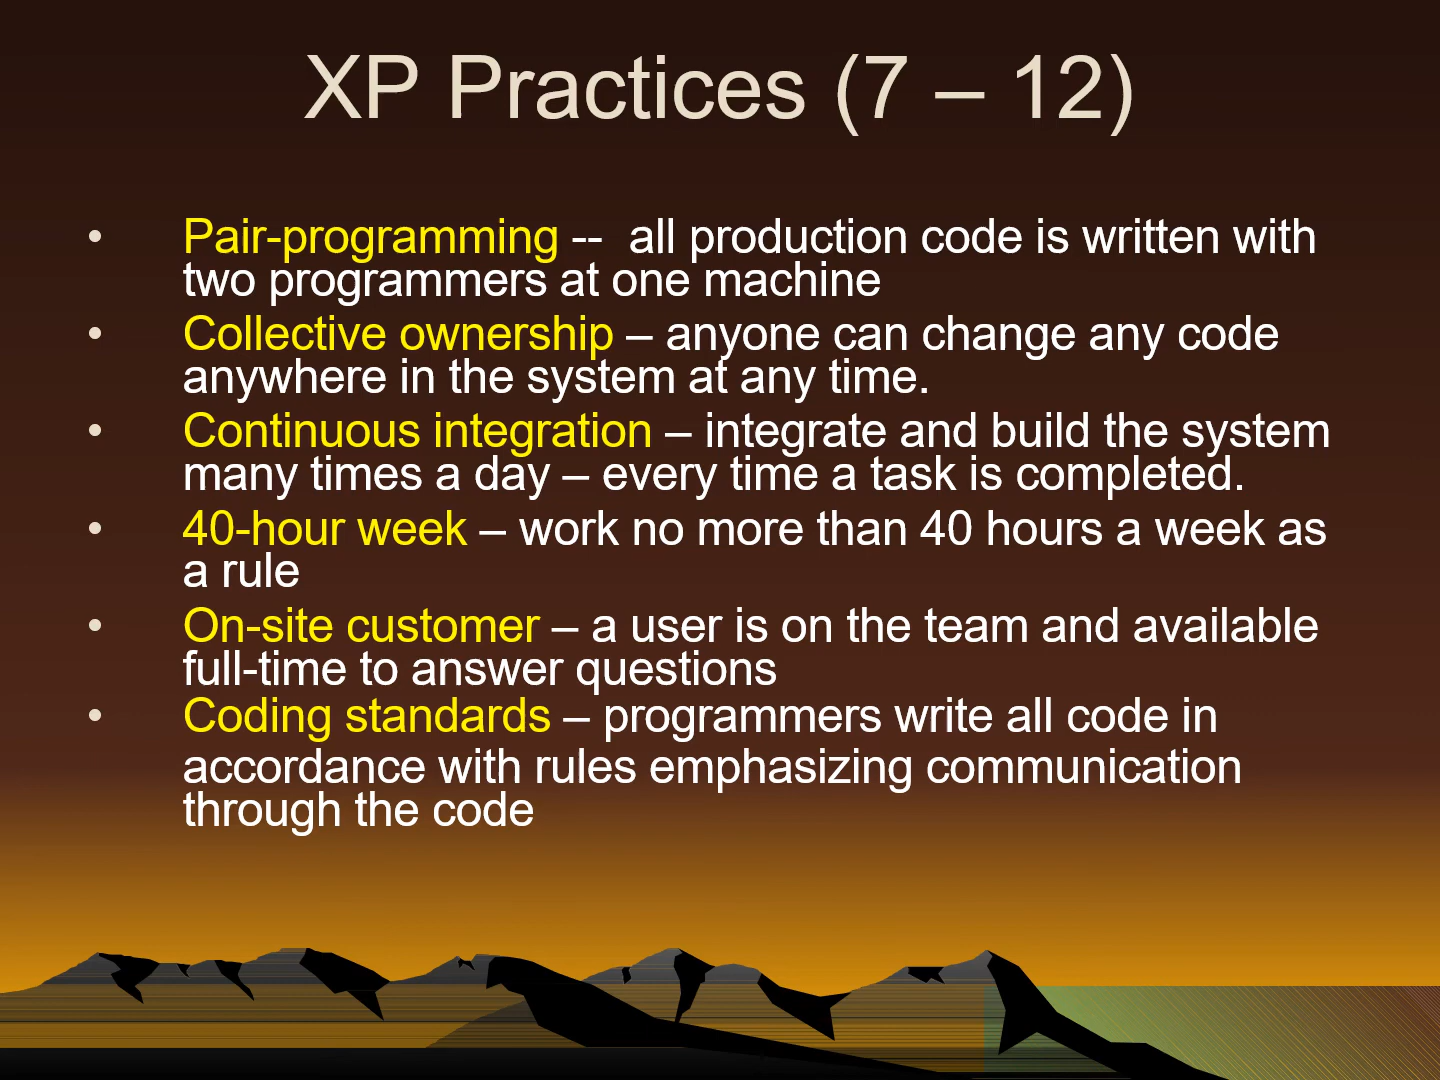 XP Practices (7 – 12)
• Pair-programming --  all production code is written with
two programmers at one machine
• Collective ownership – anyone can change any code
anywhere in the system at any time.
• Continuous integration – integrate and build the system
many times a day – every time a task is completed.
• 40-hour week – work no more than 40 hours a week as
a rule
• On-site customer – a user is on the team and available
full-time to answer questions
• Coding standards – programmers write all code in
accordance with rules emphasizing communication
through the code